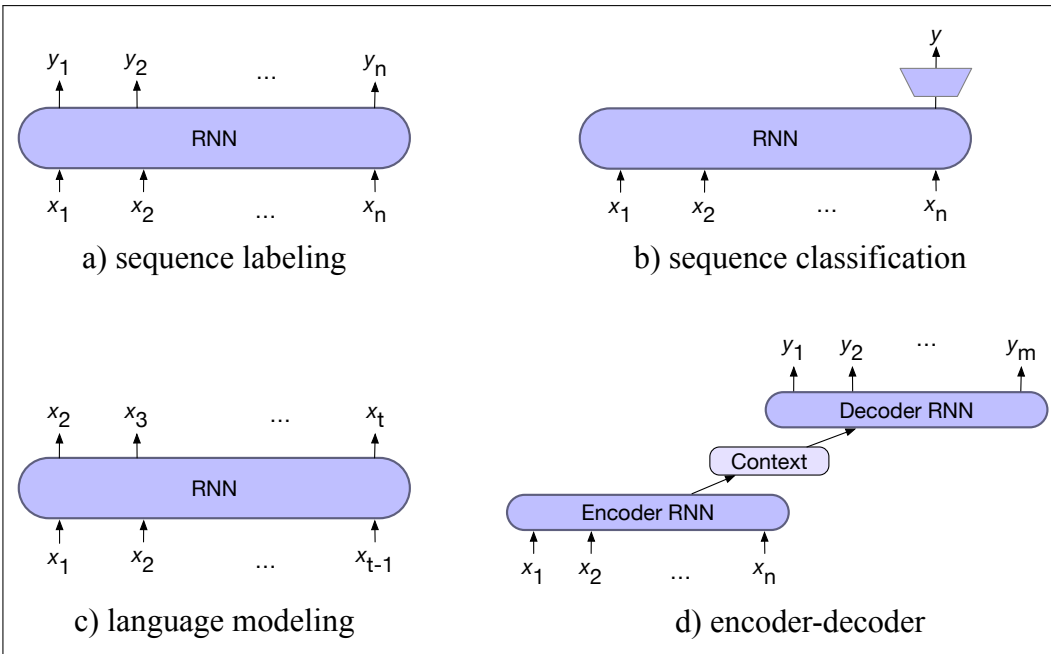 y1 y2 ... yn
RNN
x1 x2 ... xn
a) sequence labeling
y
RNN
x1 x2 ... xn
b) sequence classification
x2 x3 ... xt
RNN
x1 x2 ... xt-1
c) language modeling
y1 y2 ... ym
Decoder RNN
Context
Encoder RNN
x1 x2 ... xn
d) encoder-decoder